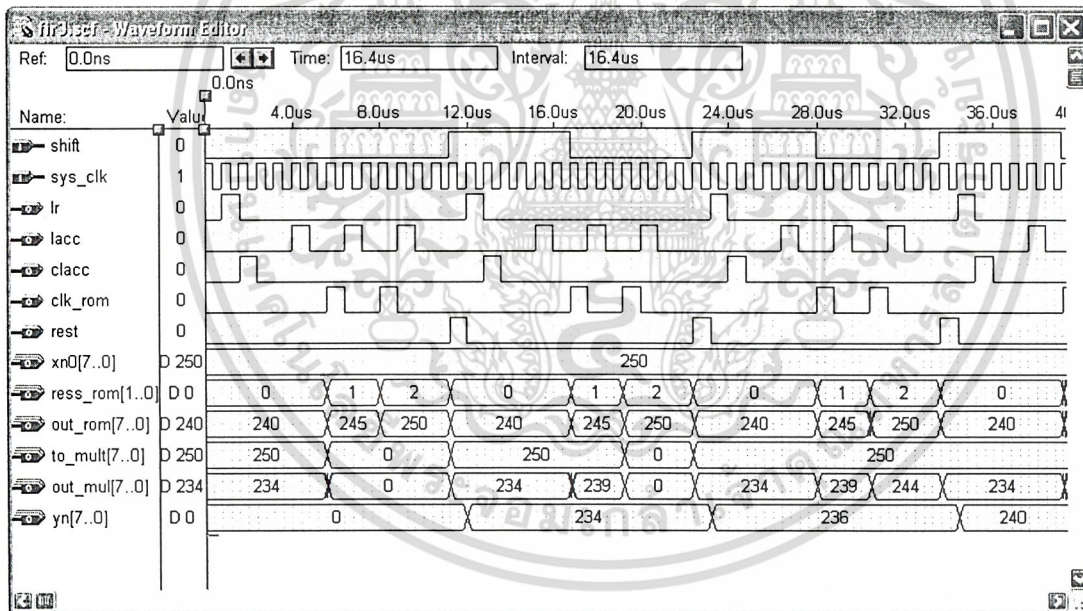 fir3.scf - Waveform Editor
Ref: 0.0ns Time: 16.4us Interval: 16.4us
0.0ns
Name: Valu 4.0us 8.0us 12.0us 16.0us 20.0us 24.0us 28.0us 32.0us 36.0us 4
shift 0
sys_clk 1
lr 0
lacc 0
clacc 0
clk_rom 0
rest 0
xn0[7..0] D 250 250
ress_rom[1..0] D 0 0 1 2 0 1 2 0 1 2 0
out_rom[7..0] D 240 240 245 250 240 245 250 240 245 250 240
to_mult[7..0] D 250 250 0 250 0 250
out_mul[7..0] D 234 234 0 234 239 0 234 239 244 234
yn[7..0] D 0 0 234 236 240